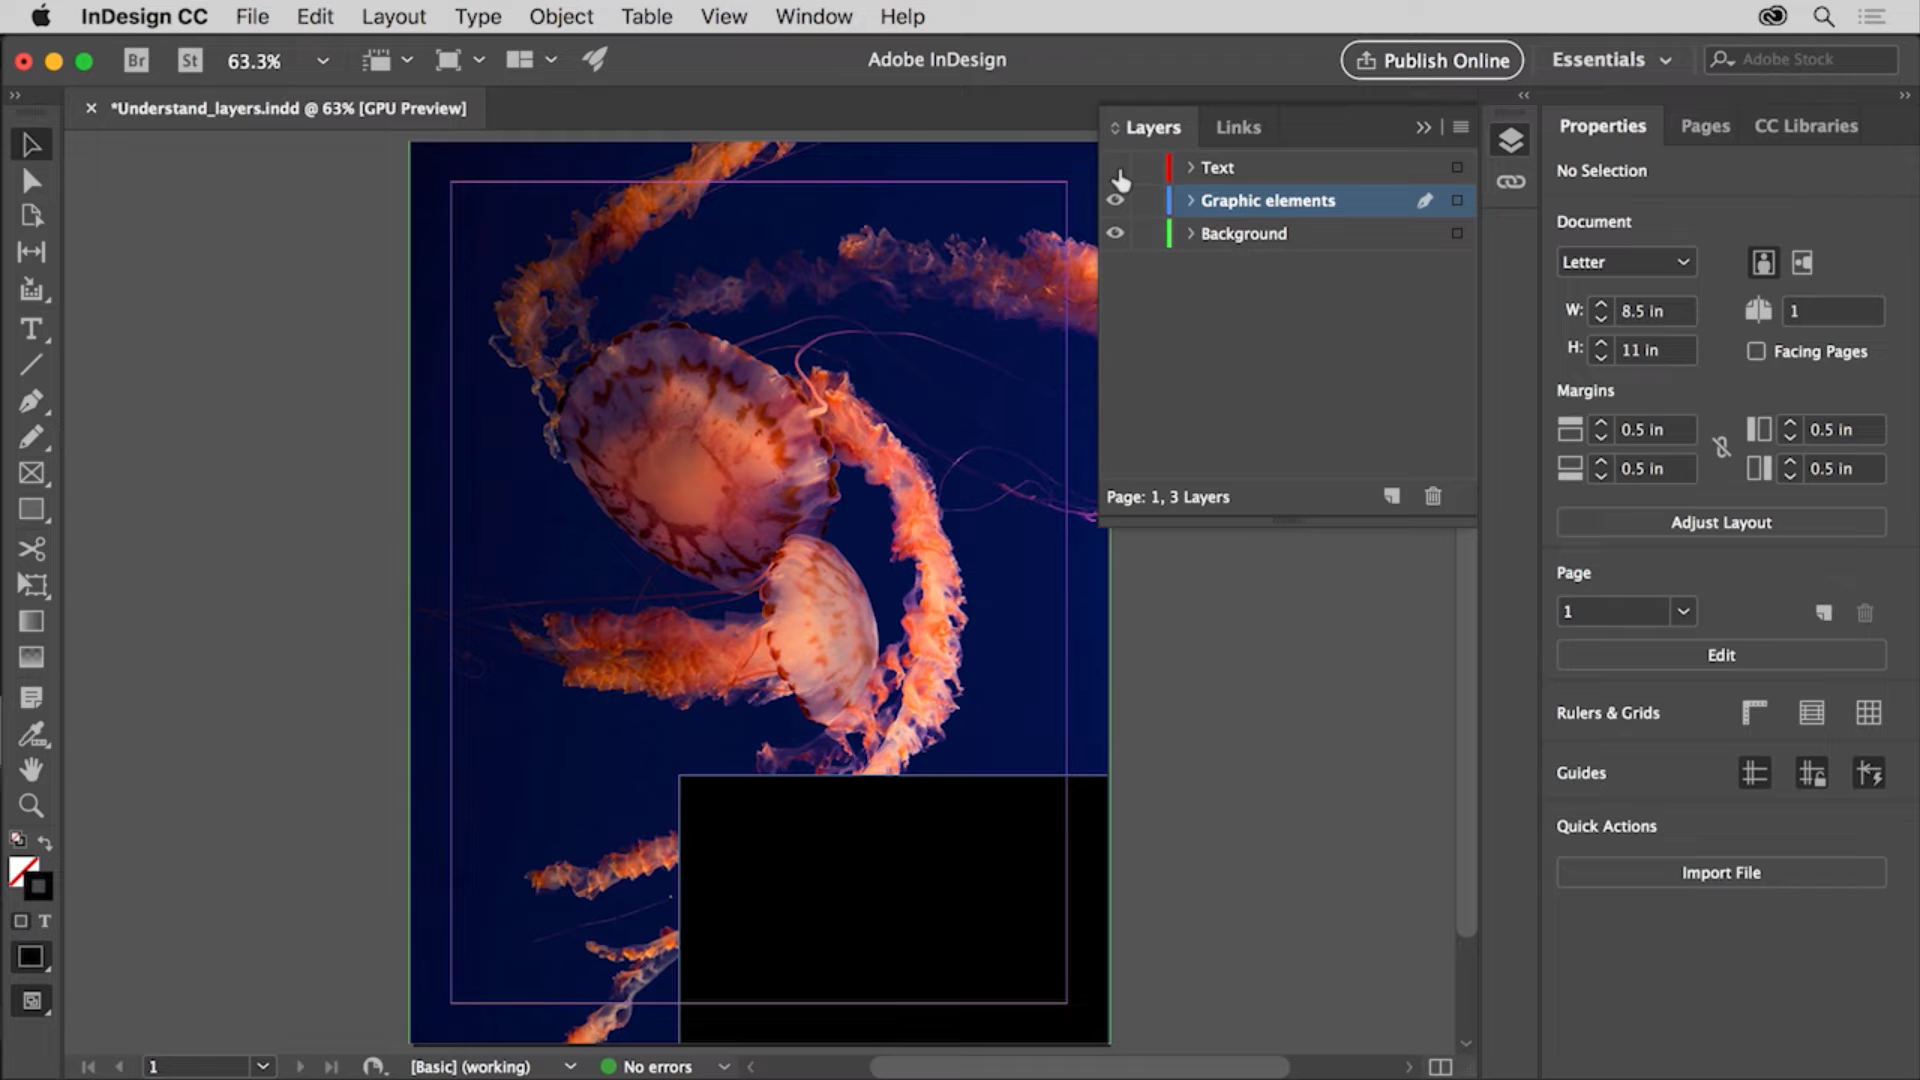 InDesign CC File Edit Layout Type Object Table View Window Help
Br St 63.3% Adobe InDesign Publish Online Essentials Adobe Stock
*Understand_layers.indd @ 63% [GPU Preview]
Layers Links
Text
Graphic elements
Background
Page: 1, 3 Layers
Properties Pages CC Libraries
No Selection
Document
Letter
W: 8.5 in 1
H: 11 in Facing Pages
Margins
0.5 in 0.5 in
0.5 in 0.5 in
Adjust Layout
Page
1
Edit
Rulers & Grids
Guides
Quick Actions
Import File
T
T
1 [Basic] (working) No errors